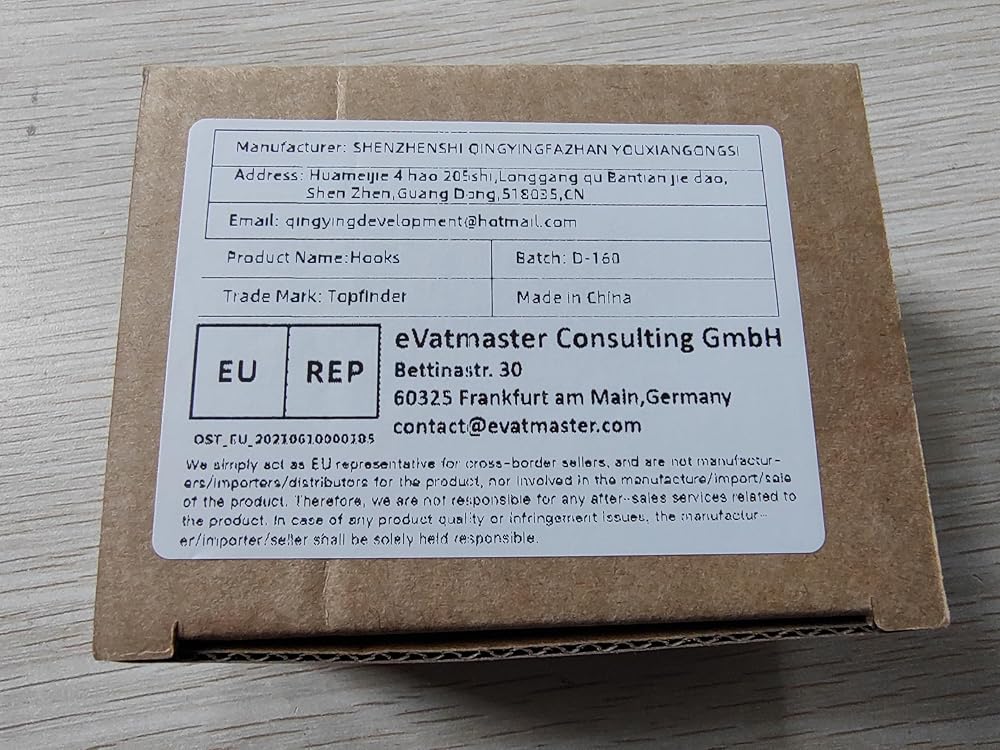 Manufacturer: SHENZHENSHI QINGYINGFAZHAN YOUXIANGONGSI
Address: Huameijie 4 hao 205shi,Longgang qu Bantian jie dao,
Shen Zhen,Guang Dong,518035,CN
Email: qingyingdevelopment@hotmail.com
Product Name:Hooks
Batch: D-160
Trade Mark: Topfinder
Made in China
EU REP
eVatmaster Consulting GmbH
Bettinastr. 30
60325 Frankfurt am Main,Germany
contact@evatmaster.com
OST_EU_20210610000105
We simply act as EU representative for cross-border sellers, and are not manufactur-
ers/importers/distributors for the product, nor involved in the manufacture/import/sale
of the product. Therefore, we are not responsible for any after--sales services related to
the product. In case of any product quality or infringement issues, the manufactur-
er/importer/seller shall be solely held responsible.